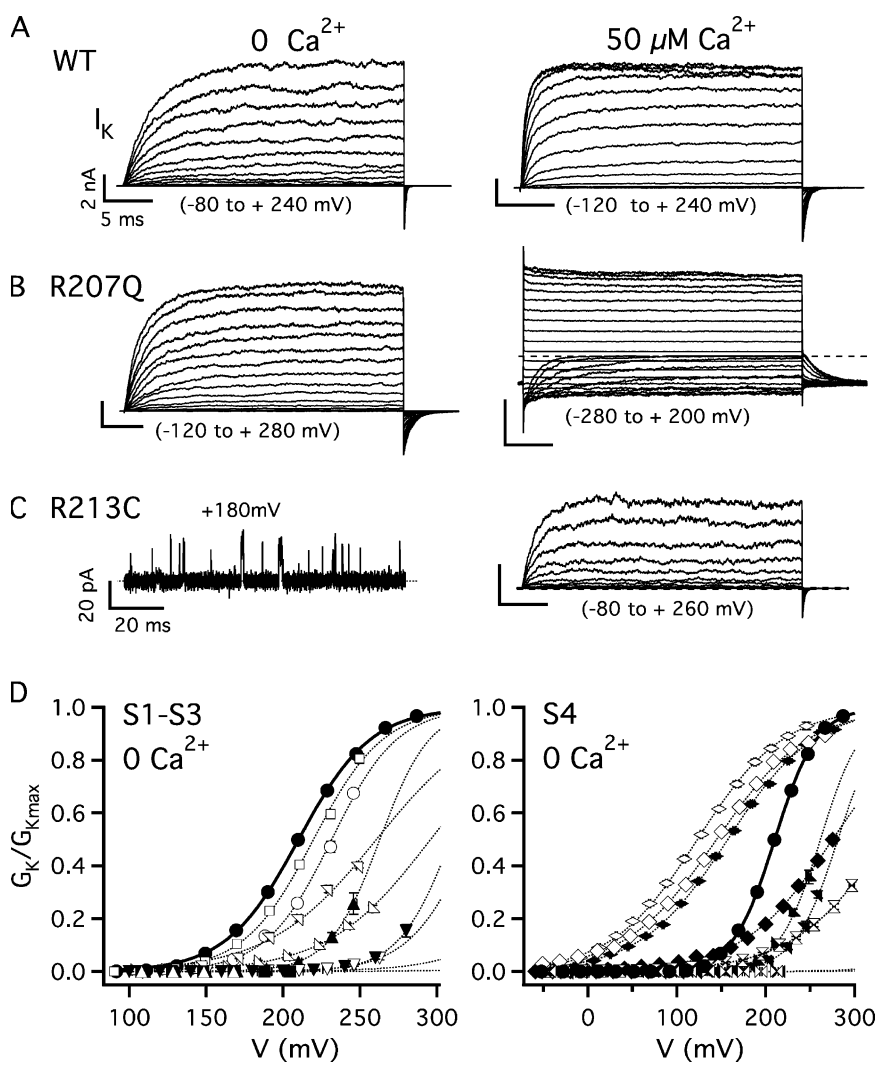 A
WT
0 Ca2+
50 µM Ca2+
IK
2 nA
5 ms
(-80 to + 240 mV)
(-120 to + 240 mV)
B R207Q
(-120 to + 280 mV)
(-280 to + 200 mV)
C R213C
+180mV
20 pA
20 ms
(-80 to + 260 mV)
D
S1-S3
0 Ca2+
GK/GKmax
1.0
0.8
0.6
0.4
0.2
0.0
100 150 200 250 300
V (mV)
S4
0 Ca2+
1.0
0.8
0.6
0.4
0.2
0.0
0 100 200 300
V (mV)